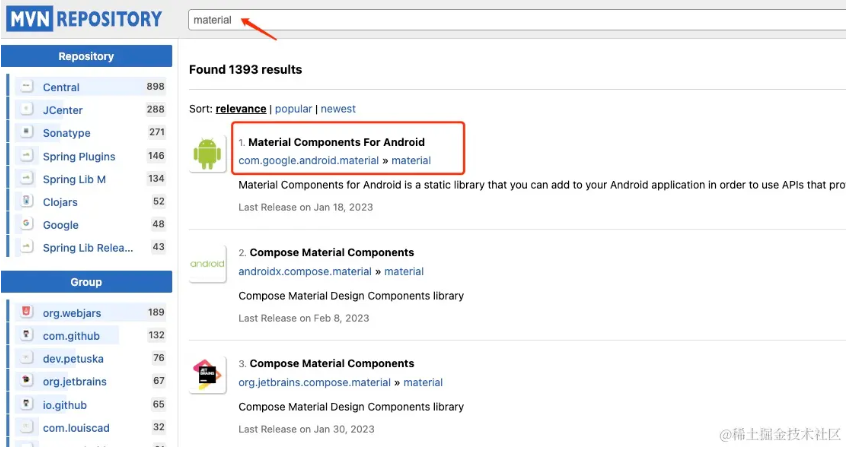 MVN REPOSITORY
material
Repository
Central 898
JCenter 288
Sonatype 271
Spring Plugins 146
Spring Lib M 134
Clojars 52
Google 48
Spring Lib Relea... 43
Group
org.webjars 189
com.github 132
dev.petuska 76
org.jetbrains 67
io.github 65
com.louiscad 32
Found 1393 results
Sort: relevance | popular | newest
1. Material Components For Android
com.google.android.material » material
Material Components for Android is a static library that you can add to your Android application in order to use APIs that pro
Last Release on Jan 18, 2023
android
2. Compose Material Components
androidx.compose.material » material
Compose Material Design Components library
Last Release on Feb 8, 2023
JET BRAINS
3. Compose Material Components
org.jetbrains.compose.material » material
Compose Material Design Components library
Last Release on Jan 30, 2023
@稀土掘金技术社区